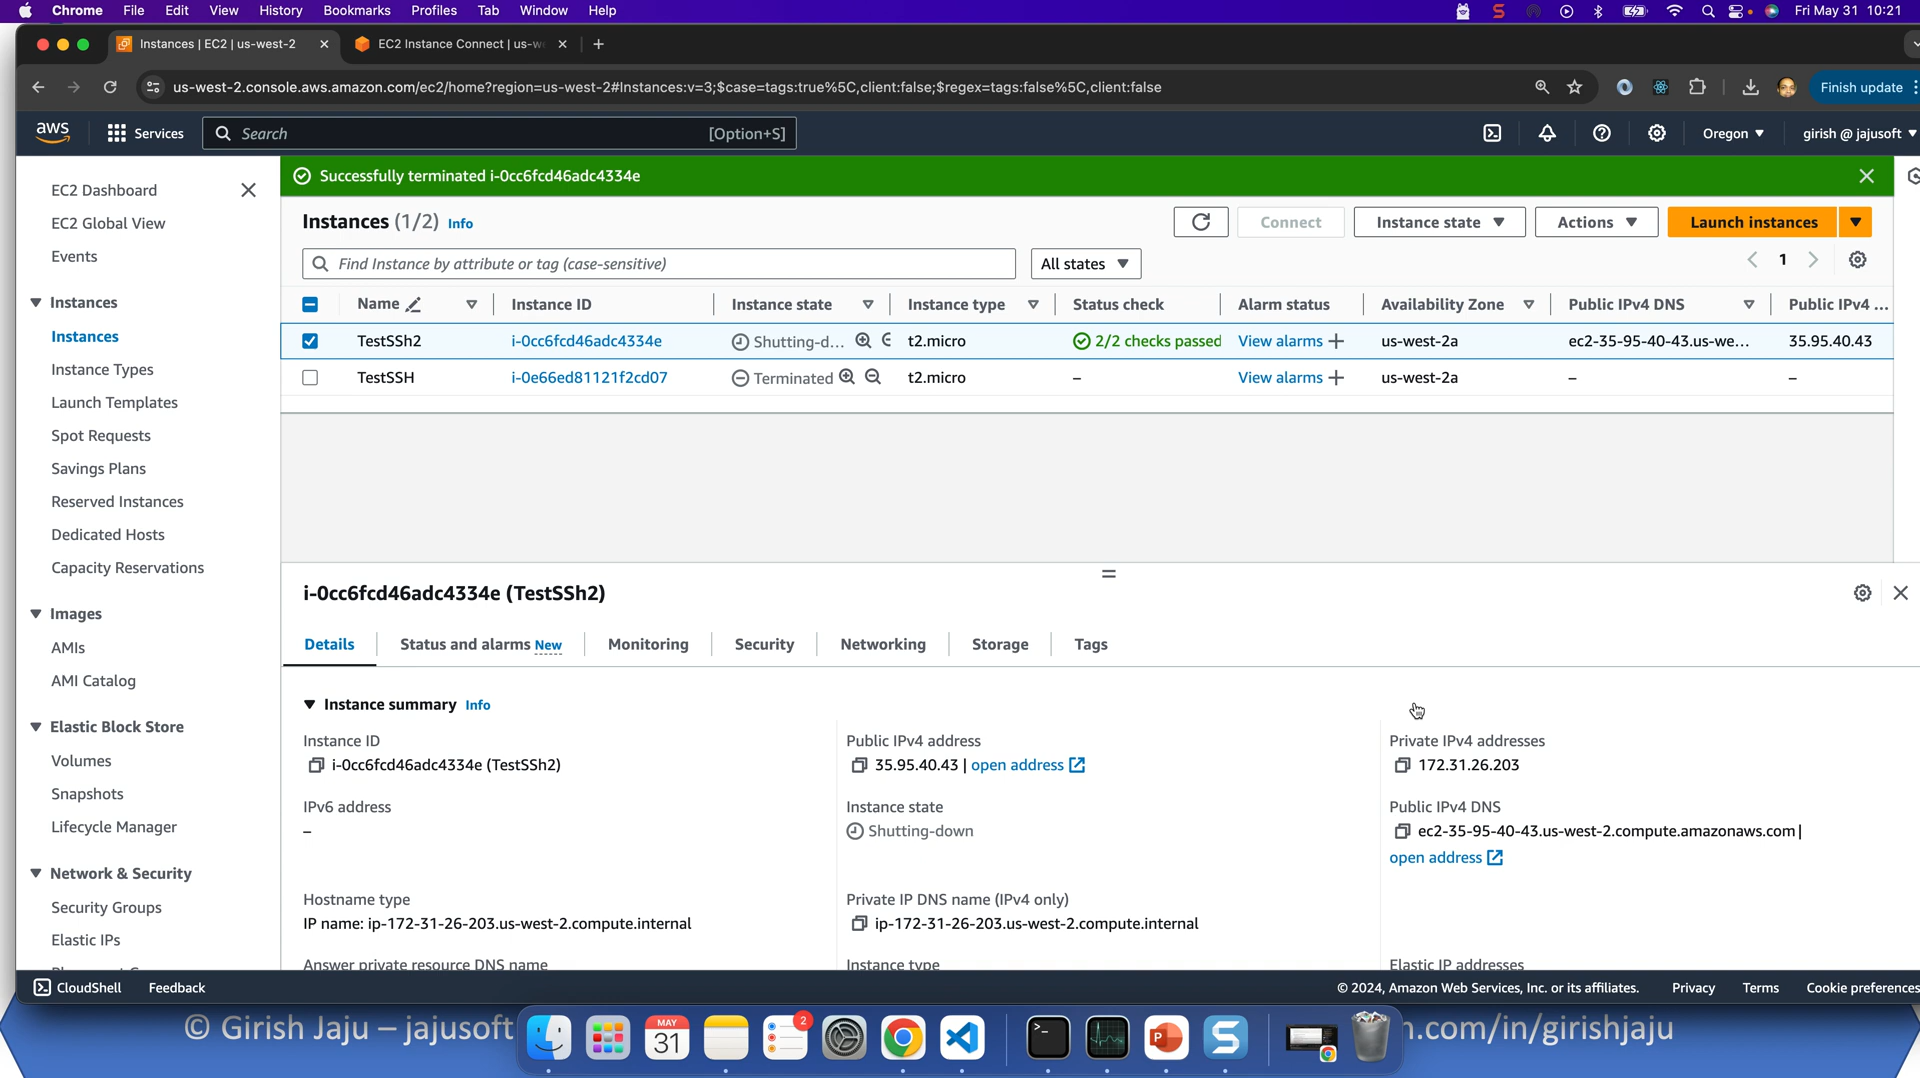 Chrome File Edit View History Bookmarks Profiles Tab Window Help Fri May 31 10:21
Instances | EC2 | us-west-2 EC2 Instance Connect | us-w
us-west-2.console.aws.amazon.com/ec2/home?region=us-west-2#Instances:v=3;$case=tags:true%5C,client:false;$regex=tags:false%5C,client:false Finish update
aws Services Search [Option+S] Oregon girish @ jajusoft
Successfully terminated i-0cc6fcd46adc4334e
EC2 Dashboard
EC2 Global View
Events
Instances
Instances
Instance Types
Launch Templates
Spot Requests
Savings Plans
Reserved Instances
Dedicated Hosts
Capacity Reservations
Images
AMIs
AMI Catalog
Elastic Block Store
Volumes
Snapshots
Lifecycle Manager
Network & Security
Security Groups
Elastic IPs
Instances (1/2) Info Connect Instance state Actions Launch instances
Find Instance by attribute or tag (case-sensitive) All states 1
Name Instance ID Instance state Instance type Status check Alarm status Availability Zone Public IPv4 DNS Public IPv4 ...
TestSSh2 i-0cc6fcd46adc4334e Shutting-d... t2.micro 2/2 checks passed View alarms + us-west-2a ec2-35-95-40-43.us-we... 35.95.40.43
TestSSH i-0e66ed81121f2cd07 Terminated t2.micro – View alarms + us-west-2a – –
i-0cc6fcd46adc4334e (TestSSh2)
Details Status and alarms New Monitoring Security Networking Storage Tags
Instance summary Info
Instance ID Public IPv4 address Private IPv4 addresses
i-0cc6fcd46adc4334e (TestSSh2) 35.95.40.43 | open address 172.31.26.203
IPv6 address Instance state Public IPv4 DNS
– Shutting-down ec2-35-95-40-43.us-west-2.compute.amazonaws.com |
open address
Hostname type Private IP DNS name (IPv4 only)
IP name: ip-172-31-26-203.us-west-2.compute.internal ip-172-31-26-203.us-west-2.compute.internal
Answer private resource DNS name Instance type Elastic IP addresses
CloudShell Feedback © 2024, Amazon Web Services, Inc. or its affiliates. Privacy Terms Cookie preferences
© Girish Jaju – jajusoft n.com/in/girishjaju
MAY
31
2